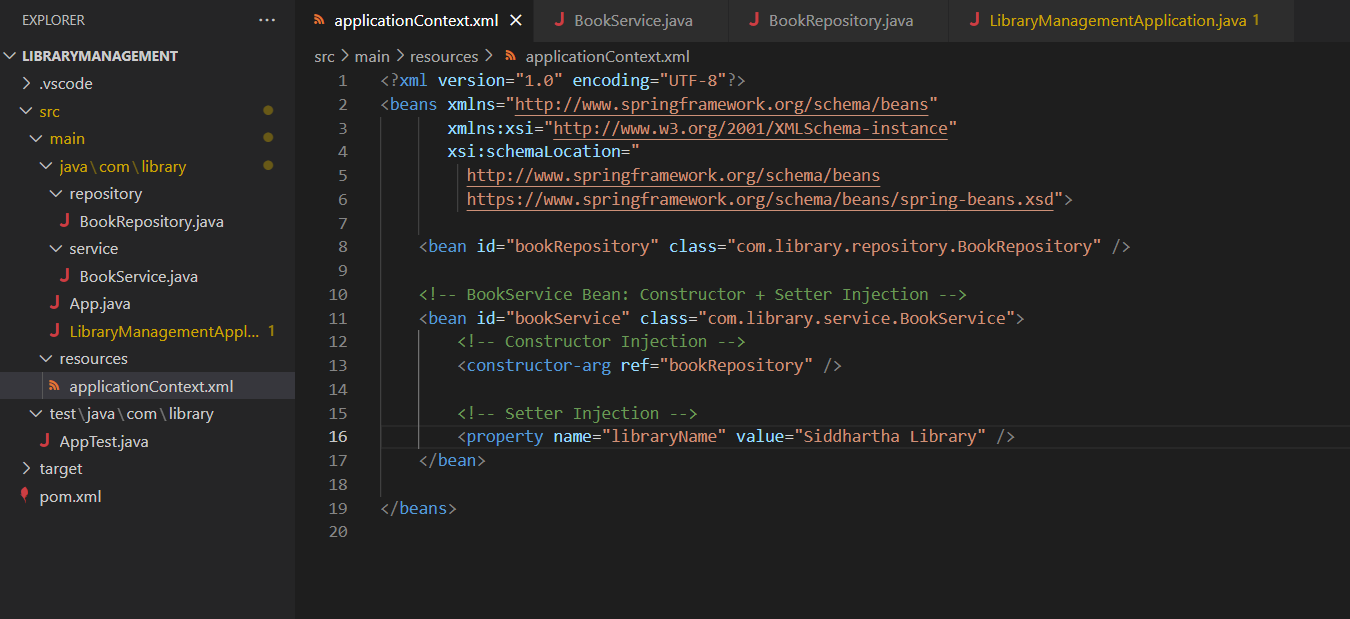 EXPLORER
LIBRARYMANAGEMENT
.vscode
src
main
java\com\library
repository
BookRepository.java
service
BookService.java
App.java
LibraryManagementAppl... 1
resources
applicationContext.xml
test\java\com\library
AppTest.java
target
pom.xml
applicationContext.xml
BookService.java
BookRepository.java
LibraryManagementApplication.java 1
src > main > resources > applicationContext.xml
1 <?xml version="1.0" encoding="UTF-8"?>
2 <beans xmlns="http://www.springframework.org/schema/beans"
3 xmlns:xsi="http://www.w3.org/2001/XMLSchema-instance"
4 xsi:schemaLocation="
5 http://www.springframework.org/schema/beans
6 https://www.springframework.org/schema/beans/spring-beans.xsd">
7
8 <bean id="bookRepository" class="com.library.repository.BookRepository" />
9
10 <!-- BookService Bean: Constructor + Setter Injection -->
11 <bean id="bookService" class="com.library.service.BookService">
12 <!-- Constructor Injection -->
13 <constructor-arg ref="bookRepository" />
14
15 <!-- Setter Injection -->
16 <property name="libraryName" value="Siddhartha Library" />
17 </bean>
18
19 </beans>
20